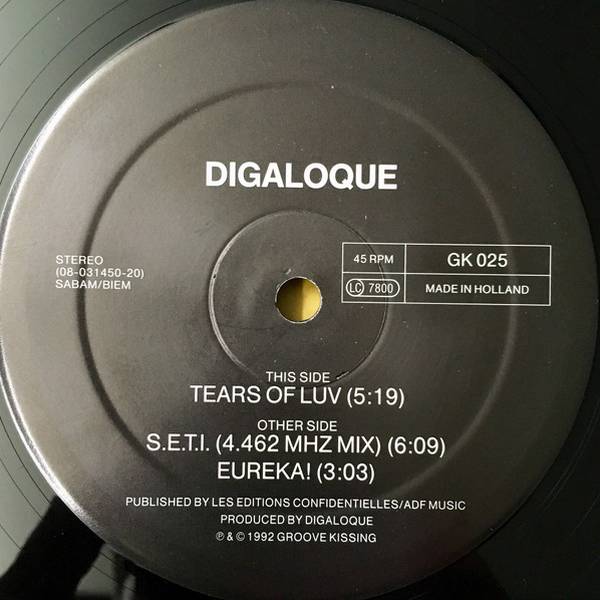 DIGALOQUE
STEREO
(08-031450-20)
SABAM/BIEM
45 RPM
GK 025
LC 7800
MADE IN HOLLAND
THIS SIDE
TEARS OF LUV (5:19)
OTHER SIDE
S.E.T.I. (4.462 MHZ MIX) (6:09)
EUREKA! (3:03)
PUBLISHED BY LES EDITIONS CONFIDENTIELLES/ADF MUSIC
PRODUCED BY DIGALOQUE
℗ & © 1992 GROOVE KISSING